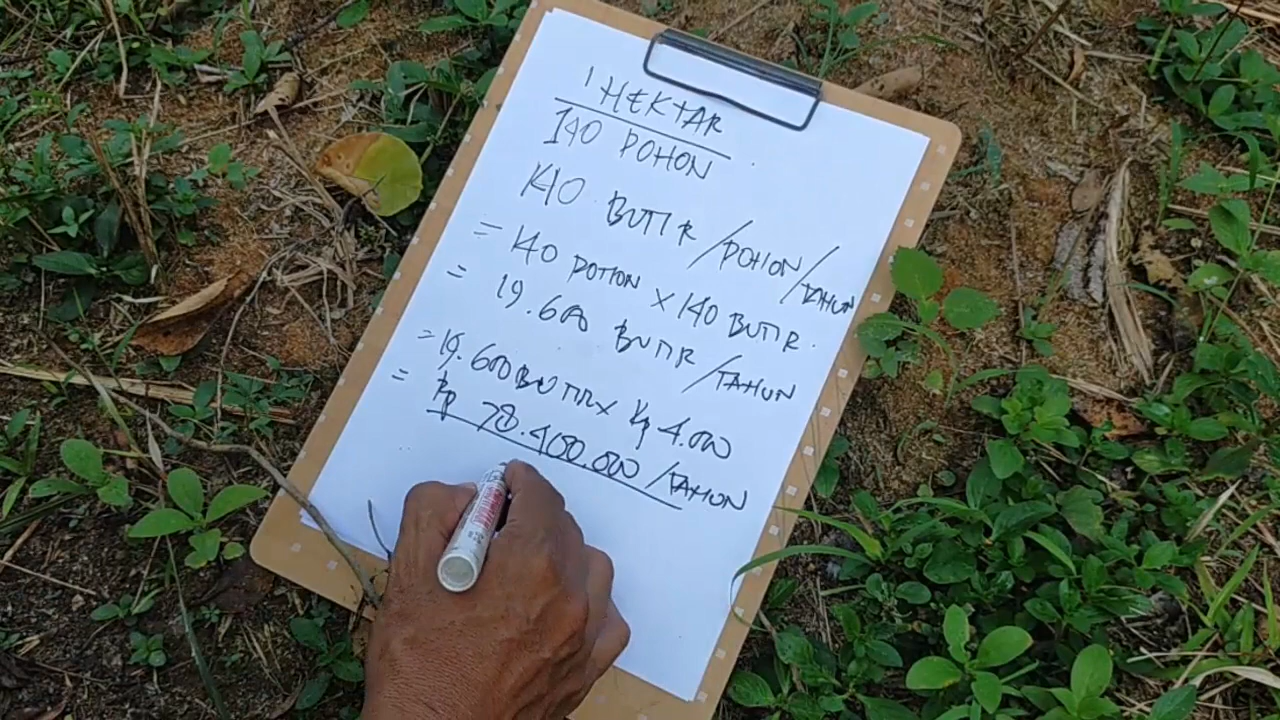 1 HEKTAR
140 POHON
140 BUTIR/POHON/TAHUN
= 140 POHON x 140 BUTIR.
= 19.600 BUTIR/TAHUN
= 19.600 BUTIR x Rp 4.000
= Rp 78.400.000/TAHUN